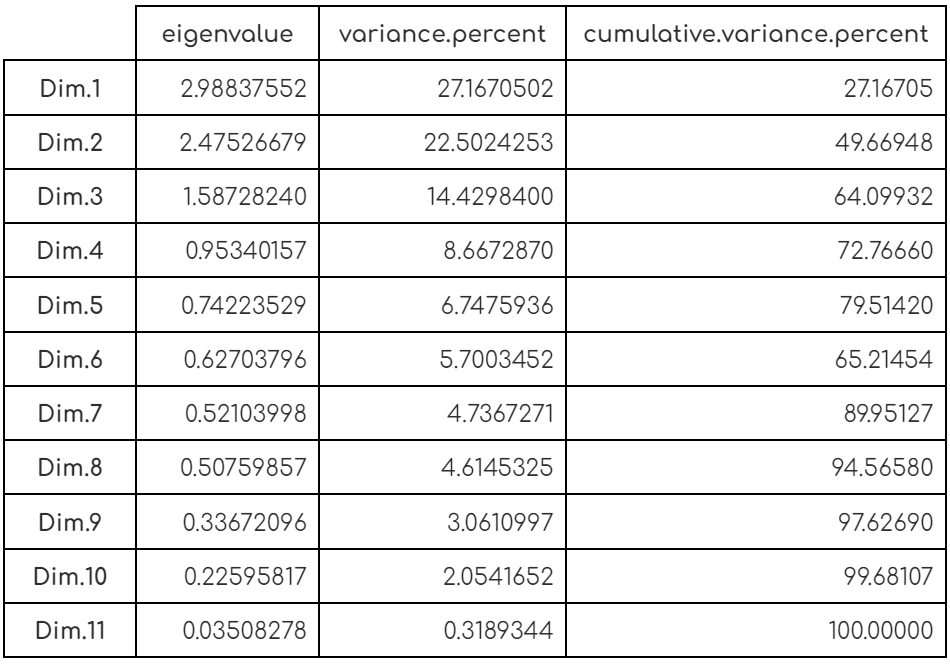 eigenvalue variance.percent cumulative.variance.percent
Dim.1 2.98837552 27.1670502 27.16705
Dim.2 2.47526679 22.5024253 49.66948
Dim.3 1.58728240 14.4298400 64.09932
Dim.4 0.95340157 8.6672870 72.76660
Dim.5 0.74223529 6.7475936 79.51420
Dim.6 0.62703796 5.7003452 65.21454
Dim.7 0.52103998 4.7367271 89.95127
Dim.8 0.50759857 4.6145325 94.56580
Dim.9 0.33672096 3.0610997 97.62690
Dim.10 0.22595817 2.0541652 99.68107
Dim.11 0.03508278 0.3189344 100.00000